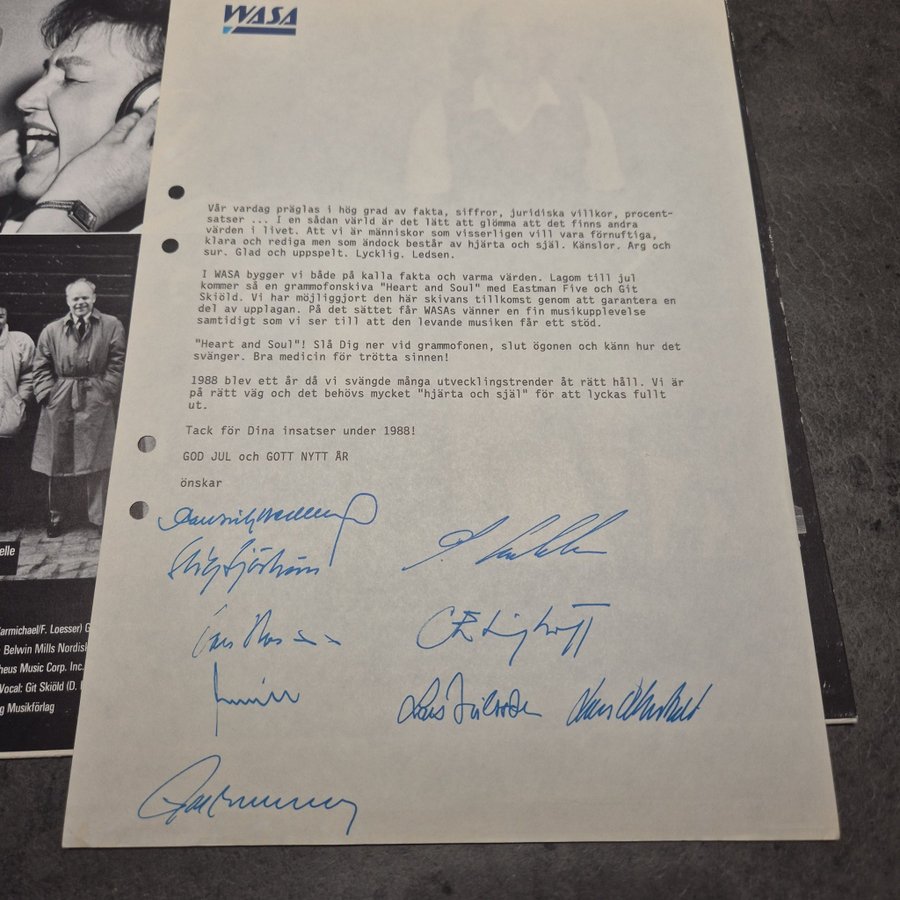 WASA
Vår vardag präglas i hög grad av fakta, siffror, juridiska villkor, procent-
satser ... I en sådan värld är det lätt att glömma att det finns andra
värden i livet. Att vi är människor som visserligen vill vara förnuftiga,
klara och rediga men som ändock består av hjärta och själ. Känslor. Arg och
sur. Glad och uppspelt. Lycklig. Ledsen.
I WASA bygger vi både på kalla fakta och varma värden. Lagom till jul
kommer så en grammofonskiva "Heart and Soul" med Eastman Five och Git
Skiöld. Vi har möjliggjort den här skivans tillkomst genom att garantera en
del av upplagan. På det sättet får WASAs vänner en fin musikupplevelse
samtidigt som vi ser till att den levande musiken får ett stöd.
"Heart and Soul"! Slå Dig ner vid grammofonen, slut ögonen och känn hur det
svänger. Bra medicin för trötta sinnen!
1988 blev ett år då vi svängde många utvecklingstrender åt rätt håll. Vi är
på rätt väg och det behövs mycket "hjärta och själ" för att lyckas fullt
ut.
Tack för Dina insatser under 1988!
GOD JUL och GOTT NYTT ÅR
önskar
elle
armichael/F. Loesser) G
Belwin Mills Nordisk
heus Music Corp. Inc.
Vocal: Git Skiöld (D.
g Musikförlag